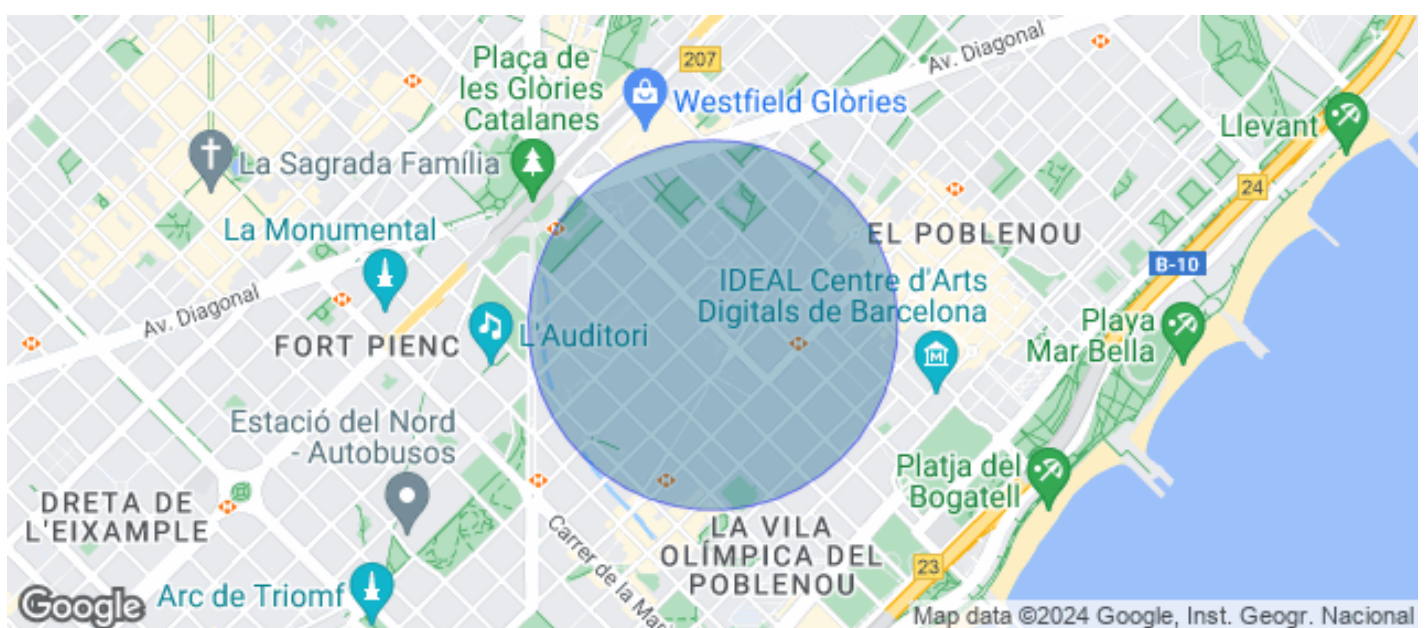 Plaça de
les Glòries
Catalanes
207
Av. Diagonal
Westfield Glòries
Llevant
La Sagrada Família
24
La Monumental
EL POBLENOU
B-10
IDEAL Centre d'Arts
Digitals de Barcelona
Av. Diagonal
Playa
Mar Bella
FORT PIENC
L'Auditori
Estació del Nord
- Autobusos
Platja del
Bogatell
DRETA DE
L'EIXAMPLE
LA VILA
OLÍMPICA DEL
POBLENOU
Carrer de la Mar
23
Arc de Triomf
Google
Map data ©2024 Google, Inst. Geogr. Nacional